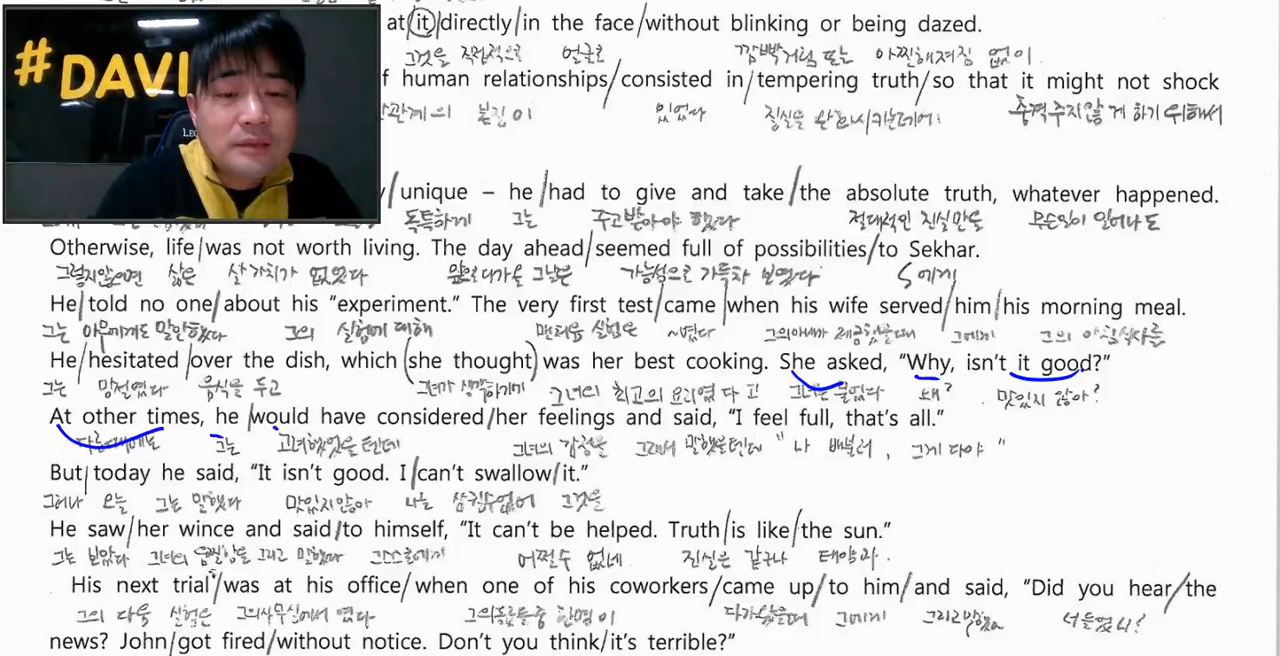 #DAVI
at it directly/in the face/without blinking or being dazed.
그것을 직접적으로 얼굴로 깜빡거림 또는 아찔해져짐 없이.
f human relationships/consisted in/tempering truth/so that it might not shock
관계의 본질이 있었다 진실을 완화시키는데에 충격주지않게 하기 위해서
/unique – he/had to give and take/the absolute truth, whatever happened.
독특하게 그는 주고받아야 했다 절대적인 진실만을 무슨일이 일어나도
Otherwise, life/was not worth living. The day ahead/seemed full of possibilities/to Sekhar.
그렇지않으면 삶은 살가치가 없었다 앞으로다가올 그날은 가능성으로 가득차 보였다 S에게
He/told no one/about his “experiment.” The very first test/came/when his wife served/him/his morning meal.
그는 아무에게도 말안했다 그의 실험에 대해 맨처음 실험은 ~였다 그의아내가 제공했을때 그에게 그의 아침식사를
He/hesitated/over the dish, which (she thought) was her best cooking. She asked, “Why, isn’t it good?”
그는 망설였다 음식을 두고 그녀가 생각하기에 그녀의 최고의 요리였다고 그녀는 물었다 왜? 맛있지 않아?
At other times, he/would have considered/her feelings and said, “I feel full, that’s all.”
다른때에는 그는 고려했었을텐데 그녀의 감정을 그래서 말했을텐데 " 나 배불러, 그게 다야 "
But/today he said, “It isn’t good. I/can’t swallow/it.”
그러나 오늘 그는 말했다 맛있지않아 나는 삼킬수없어 그것을
He saw/her wince and said/to himself, “It can’t be helped. Truth/is like/the sun.”
그는 보았다 그녀의 움찔함을 그리고 말했다 그스스로에게 어쩔수 없네 진실은 같구나 태양과.
His next trial/was at his office/when one of his coworkers/came up/to him/and said, “Did you hear/the
그의 다음 실험은 그의사무실에서 였다 그의동료들중 한명이 다가왔을때 그에게 그리고말했다 너들었니?
news? John/got fired/without notice. Don’t you think/it’s terrible?”